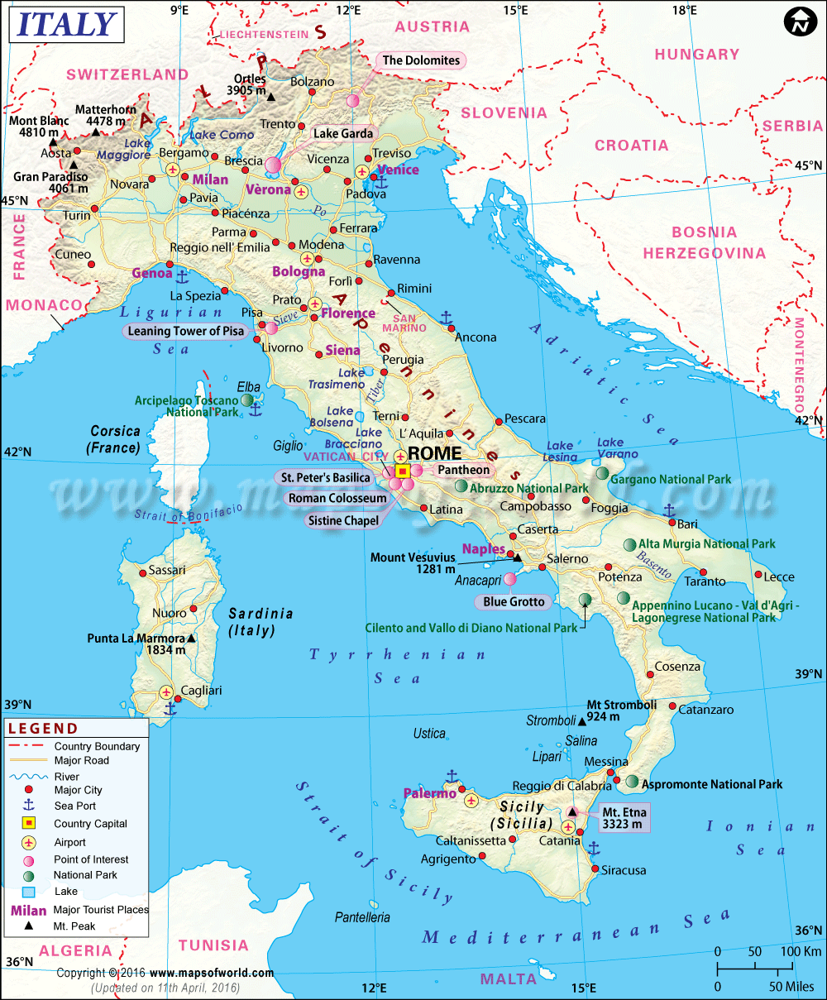 ITALY
9°E
12°E
15°E
18°E
N
LIECHTENSTEIN
AUSTRIA
HUNGARY
SWITZERLAND
SLOVENIA
CROATIA
SERBIA
ALPS
The Dolomites
Ortles
3905 m
Bolzano
Matterhorn
4478 m
Mont Blanc
4810 m
Trento
Lake Garda
Lake Como
Lake
Maggiore
Aosta
Bergamo
Brescia
Vicenza
Treviso
Venice
Gran Paradiso
4061 m
Novara
Milan
Vèrona
Padova
45°N
45°N
Pavia
Piacénza
Po
Turin
Parma
Ferrara
FRANCE
Reggio nell' Emilia
Modena
BOSNIA
HERZEGOVINA
Cuneo
Genoa
Bologna
Ravenna
Forlì
La Spezia
Prato
Rimini
MONACO
Ligurian
Sea
Pisa
Sieve
Florence
SAN
MARINO
Leaning Tower of Pisa
Apennines
Ancona
Adriatic Sea
MONTENEGRO
Livorno
Siena
Perugia
Lake
Trasimeno
Tiber
Elba
Arcipelago Toscano
National Park
Lake
Bolsena
Terni
Pescara
42°N
Corsica
(France)
Giglio
Lake
Bracciano
L' Aquila
Lake
Lesina
Lake
Varano
42°N
VATICAN CITY
ROME
Pantheon
St. Peter's Basilica
Abruzzo National Park
Gargano National Park
Roman Colosseum
Campobasso
Foggia
Sistine Chapel
Latina
Strait of Bonifacio
Bari
Caserta
Alta Murgia National Park
Naples
Mount Vesuvius
1281 m
Salerno
Basento
Sassari
Anacapri
Potenza
Taranto
Lecce
Blue Grotto
Appennino Lucano - Val d'Agri -
Lagonegrese National Park
Nuoro
Sardinia
(Italy)
Cilento and Vallo di Diano National Park
Punta La Marmora
1834 m
Tyrrhenian
Sea
Cosenza
39°N
Cagliari
39°N
Mt Stromboli
924 m
Catanzaro
Stromboli
Ustica
Salina
Lipari
Messina
Reggio di Calabria
Aspromonte National Park
Palermo
Sicily
(Sicilia)
Mt. Etna
3323 m
Ionian
Sea
Strait of Sicily
Caltanissetta
Catania
Agrigento
Siracusa
Pantelleria
Mediterranean Sea
36°N
LEGEND
Country Boundary
Major Road
River
Major City
Sea Port
Country Capital
Airport
Point of Interest
National Park
Lake
Milan Major Tourist Places
Mt. Peak
ALGERIA
TUNISIA
36°N
Copyright © 2016 www.mapsofworld.com
(Updated on 11th April, 2016)
12°E
15°E
MALTA
0 50 100 Km
0 50 Miles